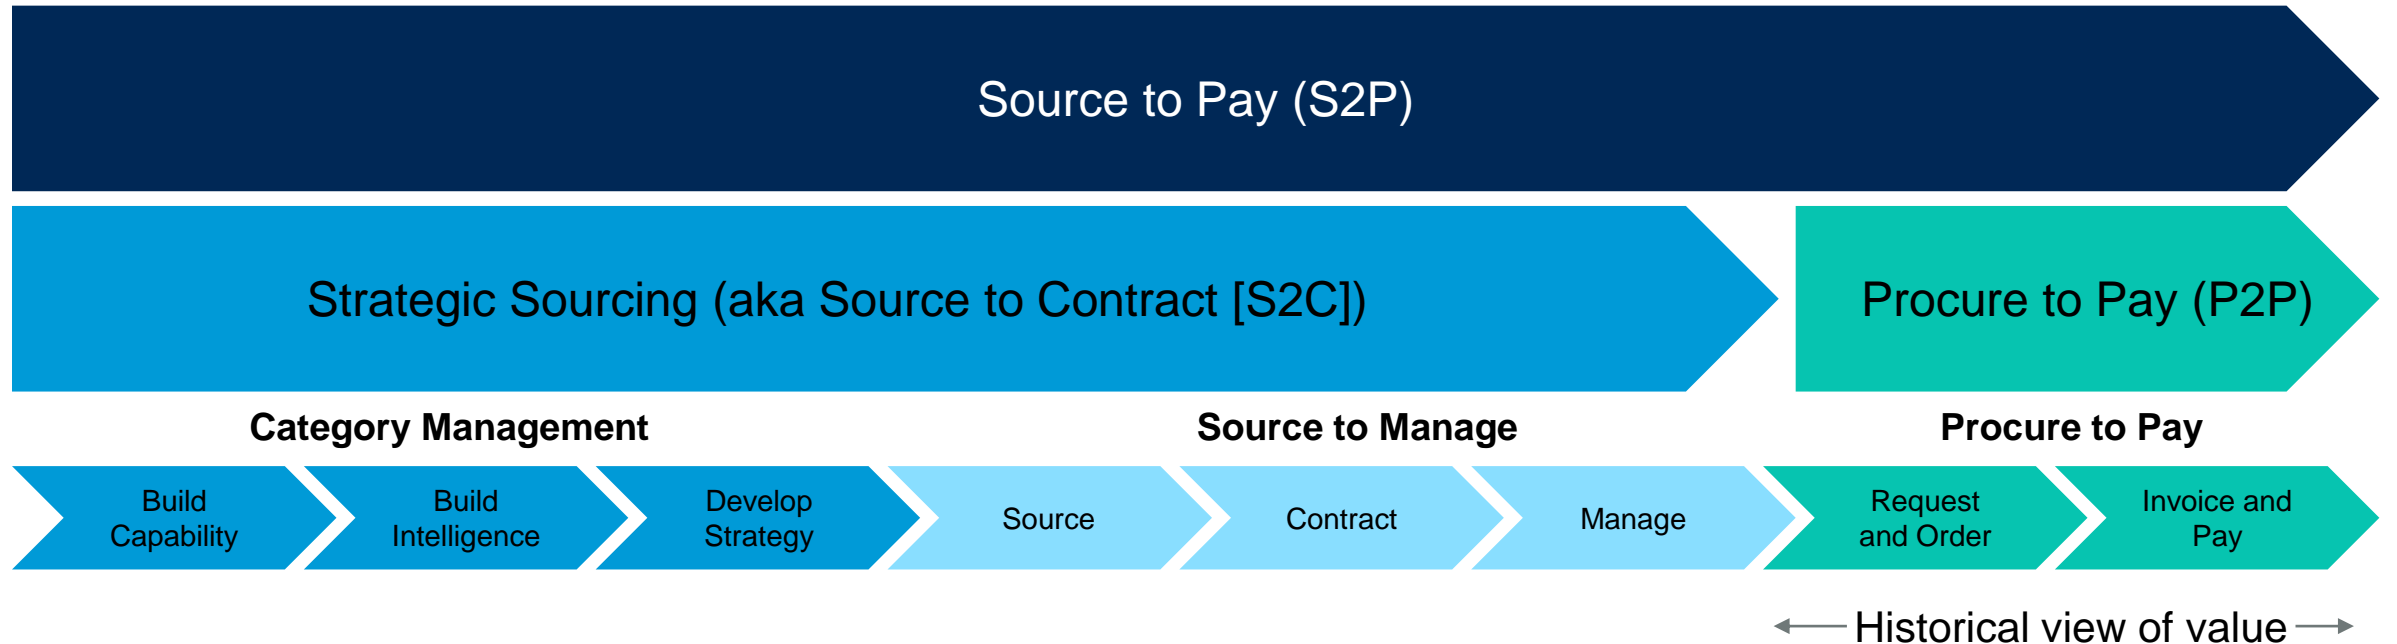 Source to Pay (S2P)
Strategic Sourcing (aka Source to Contract [S2C])
Procure to Pay (P2P)
Category Management
Source to Manage
Procure to Pay
Build
Capability
Build
Intelligence
Develop
Strategy
Source
Contract
Manage
Request
and Order
Invoice and
Pay
Historical view of value